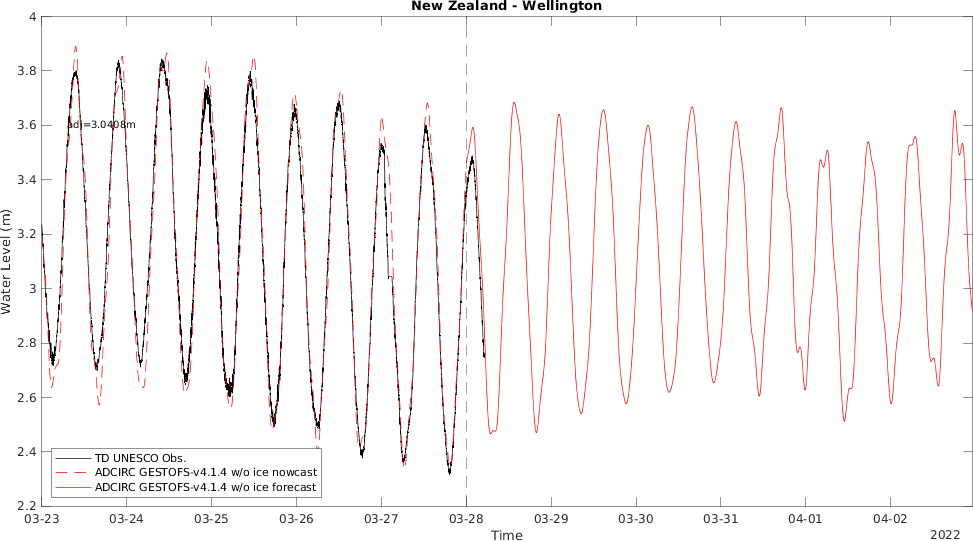 New Zealand - Wellington
4
3.8
3.6
3.4
3.2
3
2.8
2.6
2.4
2.2
Water Level (m)
adj=3.0408m
TD UNESCO Obs.
ADCIRC GESTOFS-v4.1.4 w/o ice nowcast
ADCIRC GESTOFS-v4.1.4 w/o ice forecast
03-23 03-24 03-25 03-26 03-27 03-28 03-29 03-30 03-31 04-01 04-02
Time
2022